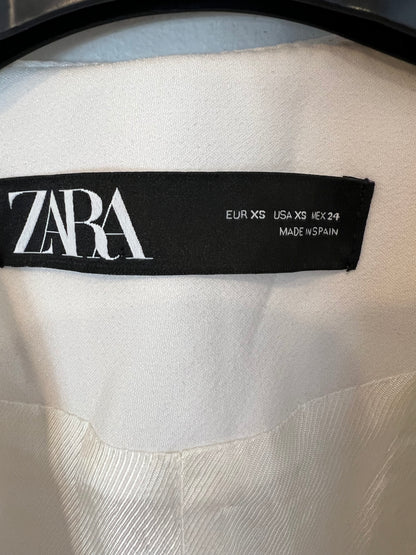 ZARA
EUR XS USA XS MEX 24
MADE IN SPAIN